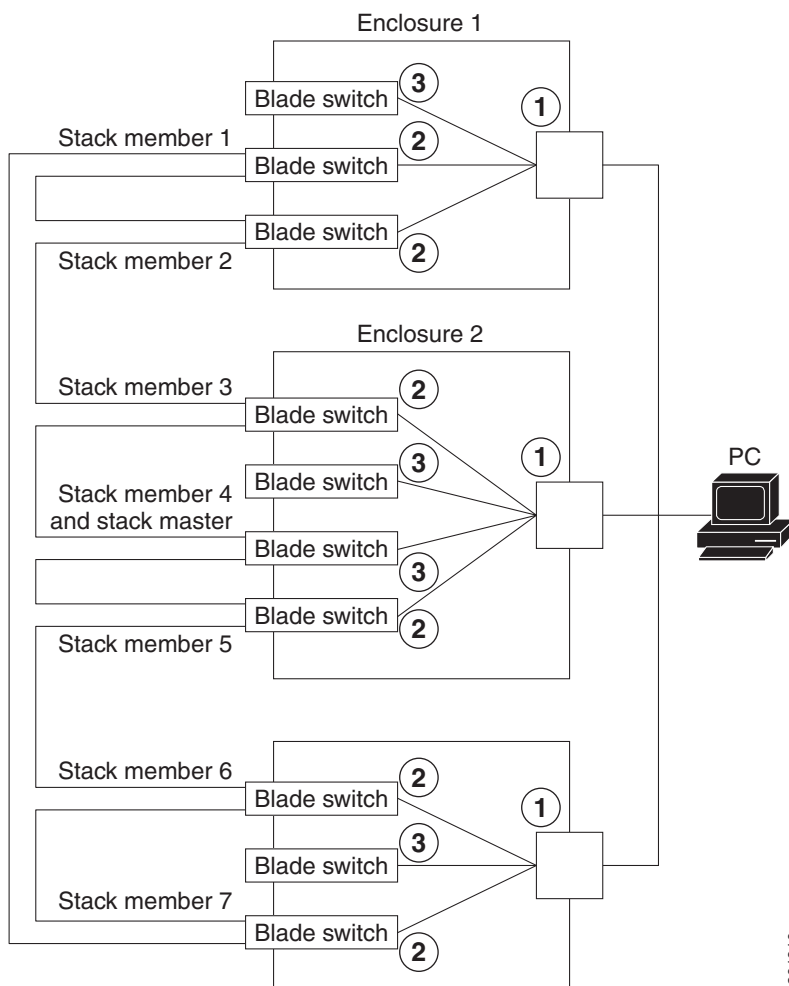 Enclosure 1
Blade switch
3
1
Stack member 1
2
Blade switch
Blade switch
Stack member 2
2
Enclosure 2
Stack member 3
2
Blade switch
3
1
PC
Blade switch
Stack member 4
and stack master
Blade switch
3
Blade switch
2
Stack member 5
Stack member 6
2
Blade switch
1
3
Blade switch
Stack member 7
Blade switch
2